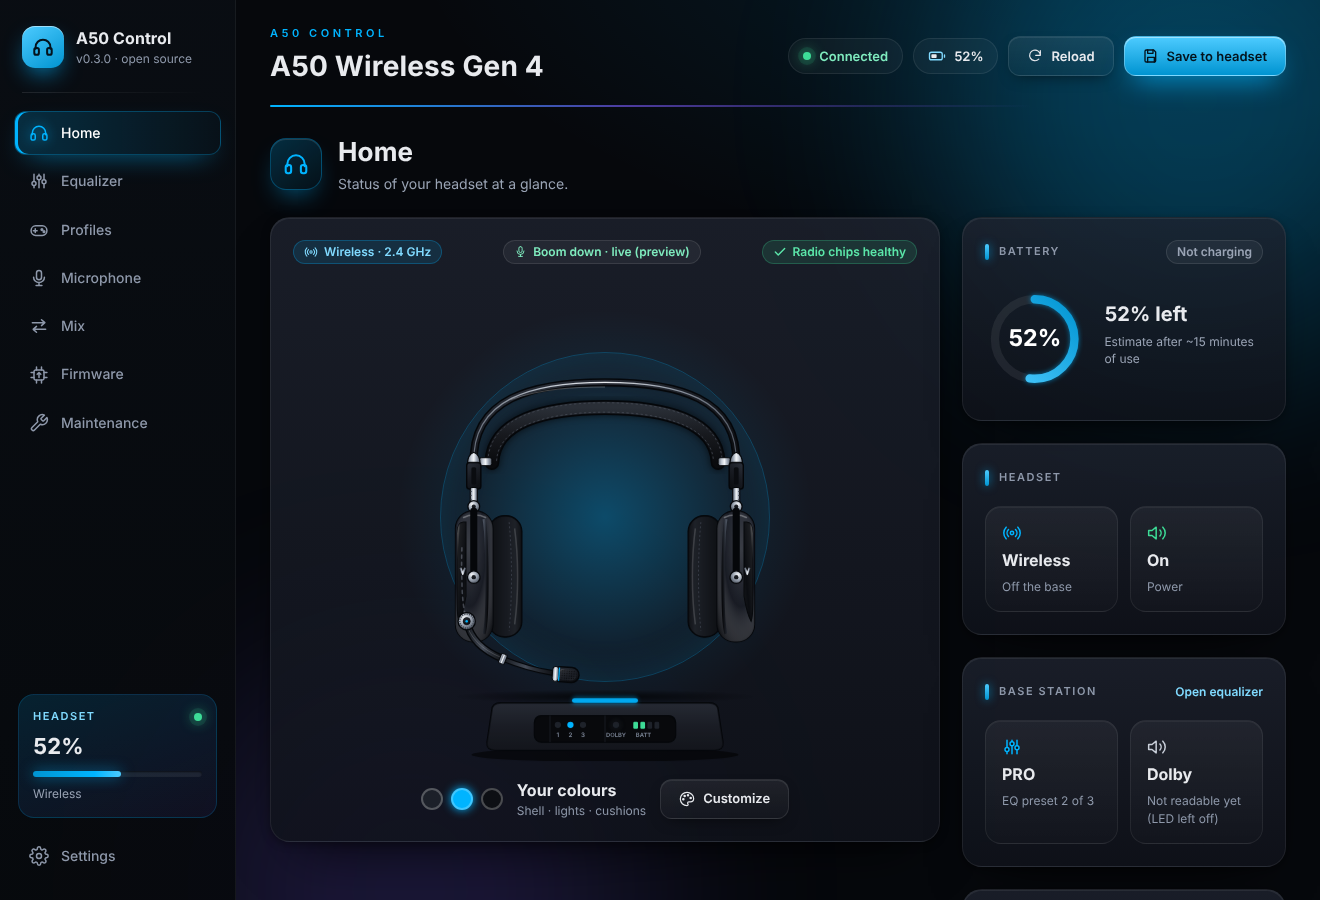 A50 Control
v0.3.0 · open source
Home
Equalizer
Profiles
Microphone
Mix
Firmware
Maintenance
HEADSET
52%
Wireless
Settings
A50 CONTROL
A50 Wireless Gen 4
Connected
52%
Reload
Save to headset
Home
Status of your headset at a glance.
Wireless · 2.4 GHz
Boom down · live (preview)
Radio chips healthy
1 2 3 DOLBY BATT
Your colours
Shell · lights · cushions
Customize
BATTERY
Not charging
52%
52% left
Estimate after ~15 minutes
of use
HEADSET
Wireless
Off the base
On
Power
BASE STATION
Open equalizer
PRO
EQ preset 2 of 3
Dolby
Not readable yet
(LED left off)